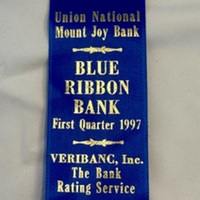 Union National
Mount Joy Bank
BLUE
RIBBON
BANK
First Quarter 1997
VERIBANC, Inc.
The Bank
Rating Service